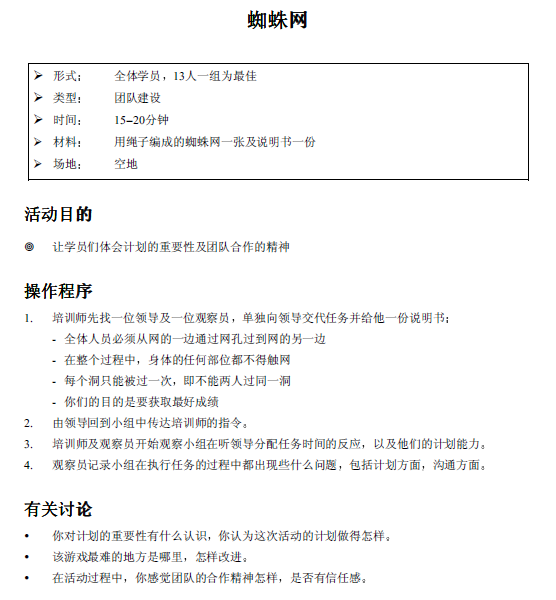 蜘蛛网
➢ 形式： 全体学员，13人一组为最佳
➢ 类型： 团队建设
➢ 时间： 15–20分钟
➢ 材料： 用绳子编成的蜘蛛网一张及说明书一份
➢ 场地： 空地
活动目的
◎ 让学员们体会计划的重要性及团队合作的精神
操作程序
1. 培训师先找一位领导及一位观察员，单独向领导交代任务并给他一份说明书；
- 全体人员必须从网的一边通过网孔过到网的另一边
- 在整个过程中，身体的任何部位都不得触网
- 每个洞只能被过一次，即不能两人过同一洞
- 你们的目的是要获取最好成绩
2. 由领导回到小组中传达培训师的指令。
3. 培训师及观察员开始观察小组在听领导分配任务时间的反应，以及他们的计划能力。
4. 观察员记录小组在执行任务的过程中都出现些什么问题，包括计划方面，沟通方面。
有关讨论
• 你对计划的重要性有什么认识，你认为这次活动的计划做得怎样。
• 该游戏最难的地方是哪里，怎样改进。
• 在活动过程中，你感觉团队的合作精神怎样，是否有信任感。